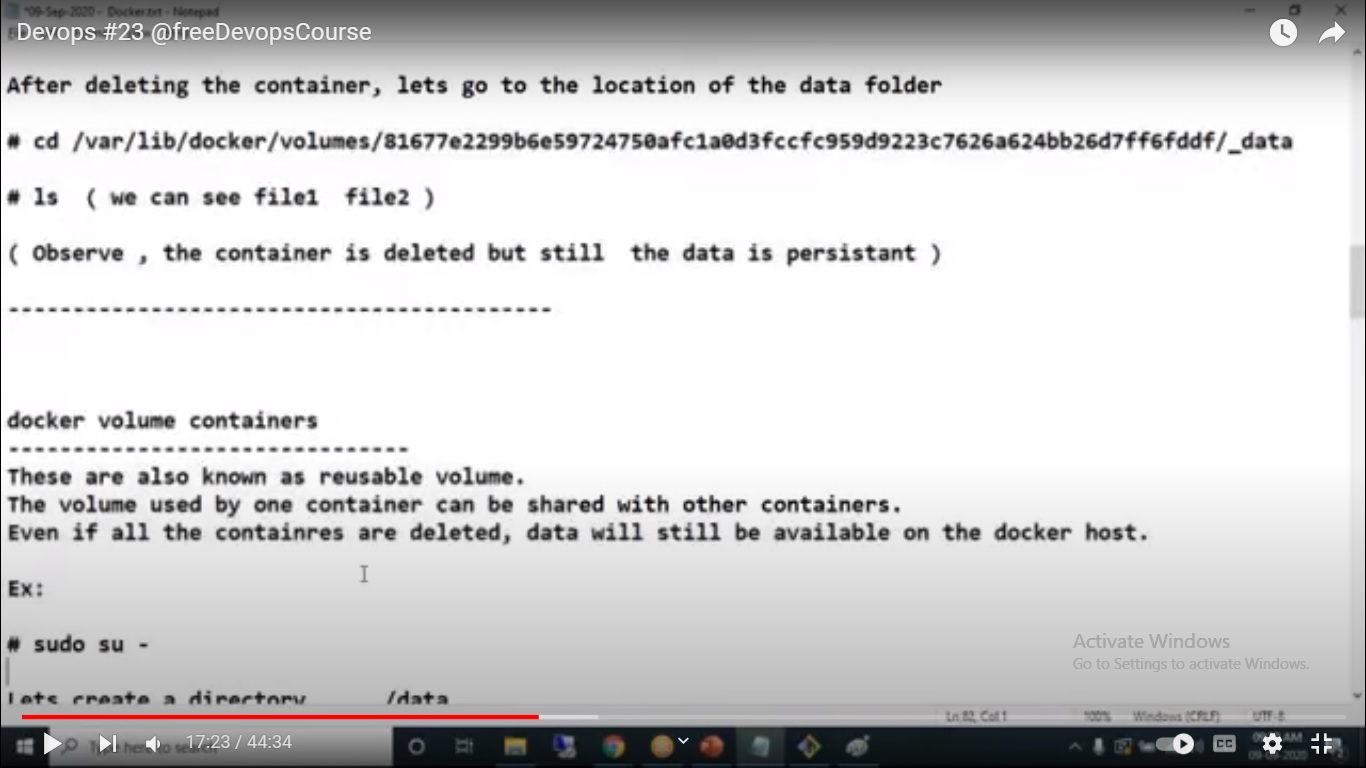 *09-Sep-2020 - Docker.txt - Notepad
Devops #23 @freeDevopsCourse
After deleting the container, lets go to the location of the data folder
# cd /var/lib/docker/volumes/81677e2299b6e59724750afc1a0d3fccfc959d9223c7626a624bb26d7ff6fddf/_data
# ls ( we can see file1 file2 )
( Observe , the container is deleted but still the data is persistant )
------------------------------------------
docker volume containers
-------------------------------
These are also known as reusable volume.
The volume used by one container can be shared with other containers.
Even if all the containres are deleted, data will still be available on the docker host.
Ex:
# sudo su -
Activate Windows
Go to Settings to activate Windows.
Lets create a directory /data
Ln 82, Col 1 100% Windows (CRLF) UTF-8
17:23 / 44:34
here to search
CC
AM
09-09-2020